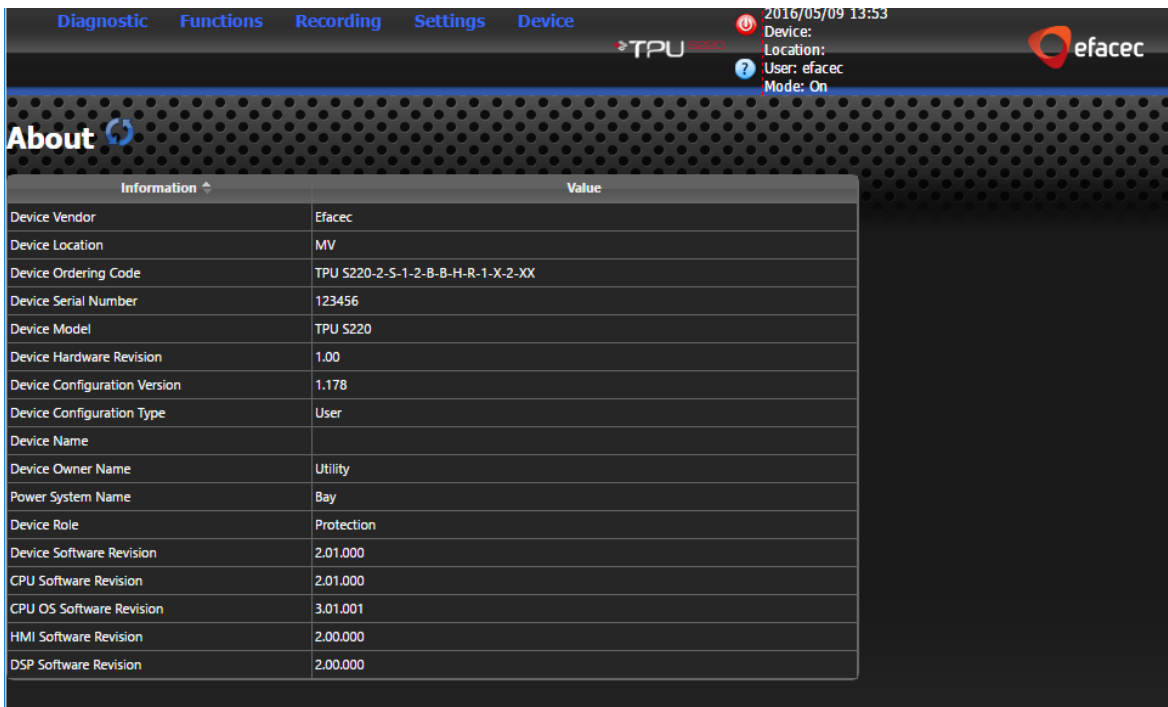 Diagnostic Functions Recording Settings Device
2016/05/09 13:53
Device:
Location:
User: efacec
Mode: On
TPU S220
efacec
About
Information Value
Device Vendor Efacec
Device Location MV
Device Ordering Code TPU S220-2-S-1-2-B-B-H-R-1-X-2-XX
Device Serial Number 123456
Device Model TPU S220
Device Hardware Revision 1.00
Device Configuration Version 1.178
Device Configuration Type User
Device Name
Device Owner Name Utility
Power System Name Bay
Device Role Protection
Device Software Revision 2.01.000
CPU Software Revision 2.01.000
CPU OS Software Revision 3.01.001
HMI Software Revision 2.00.000
DSP Software Revision 2.00.000